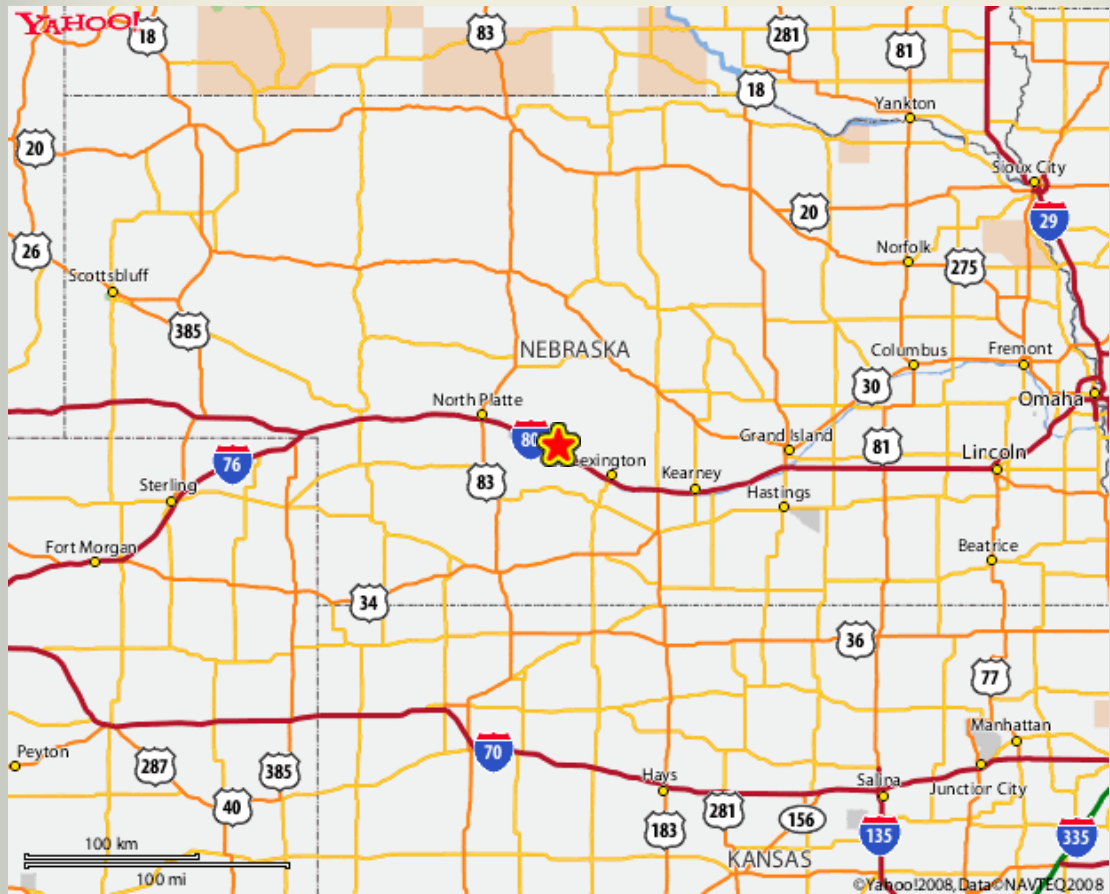 YAHOO!
18
83
281
81
18
Yankton
20
Sioux City
20
29
26
Norfolk
275
Scottsbluff
385
NEBRASKA
Columbus
Fremont
30
North Platte
Omaha
80
Grand Island
81
Lincoln
76
exington
Kearney
Sterling
83
Hastings
Fort Morgan
Beatrice
34
36
77
Manhattan
Peyton
287
385
70
Hays
Salina
Junction City
40
281
156
183
135
335
100 km
KANSAS
100 mi
©Yahoo!2008, Data©NAVTEQ2008